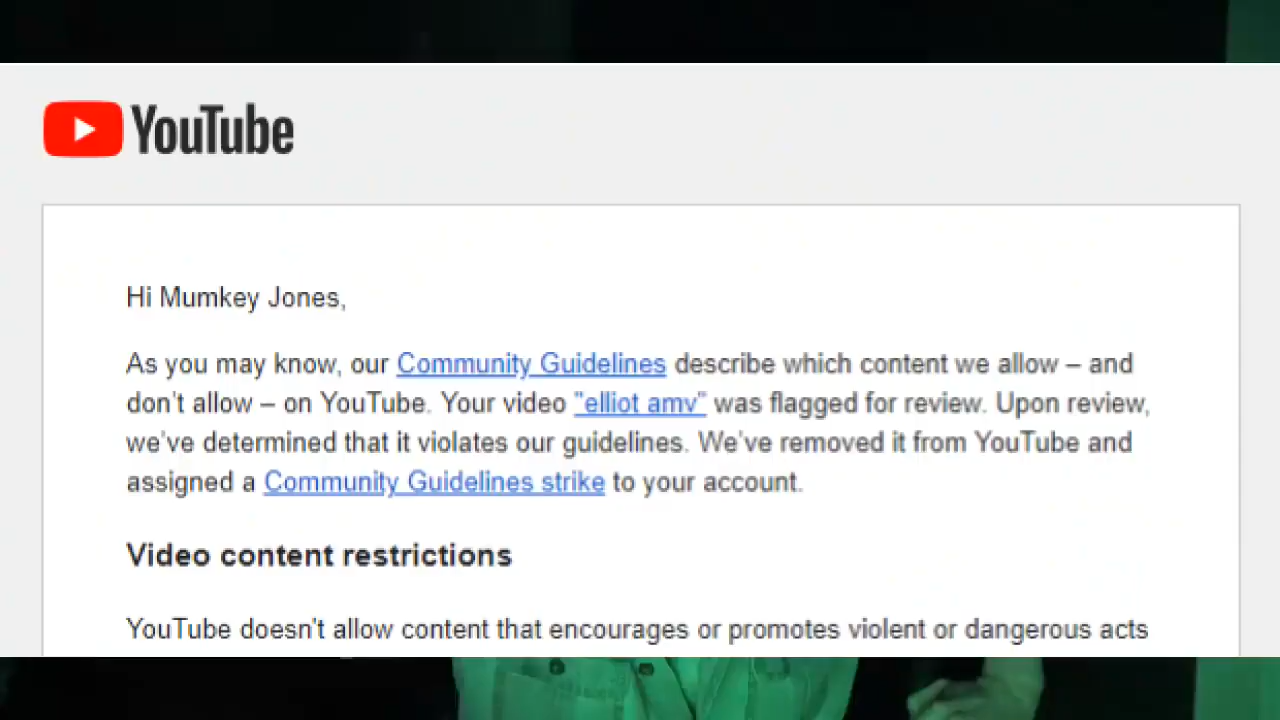 YouTube
Hi Mumkey Jones,
As you may know, our Community Guidelines describe which content we allow – and
don't allow – on YouTube. Your video "elliot amv" was flagged for review. Upon review,
we've determined that it violates our guidelines. We've removed it from YouTube and
assigned a Community Guidelines strike to your account.
Video content restrictions
YouTube doesn't allow content that encourages or promotes violent or dangerous acts